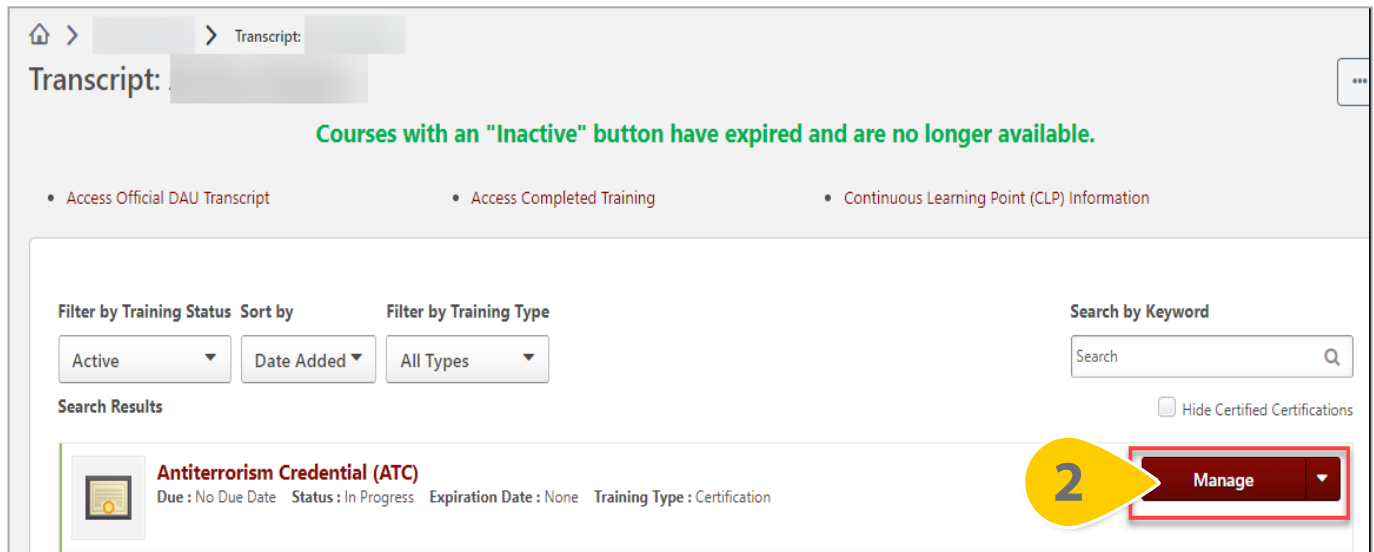 Transcript:
Transcript:
Courses with an "Inactive" button have expired and are no longer available.
• Access Official DAU Transcript • Access Completed Training • Continuous Learning Point (CLP) Information
Filter by Training Status Sort by Filter by Training Type Search by Keyword
Active Date Added All Types Search
Search Results Hide Certified Certifications
Antiterrorism Credential (ATC)
Due : No Due Date Status : In Progress Expiration Date : None Training Type : Certification
2 Manage